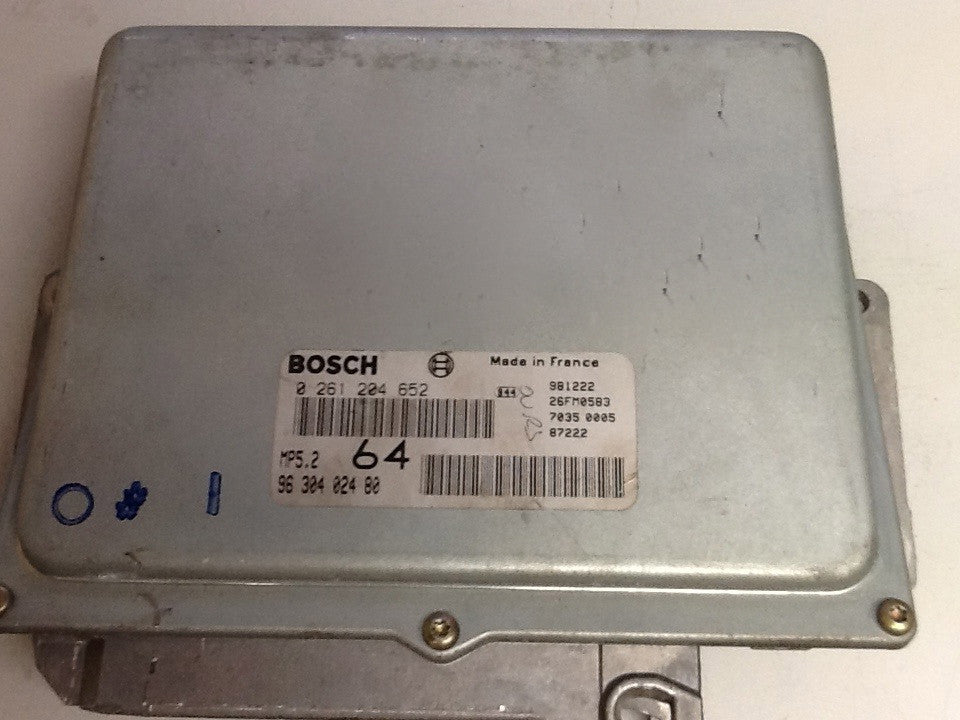 BOSCH Made in France
0 261 204 652 981222
26FM0583
7035 0005
87222
MP5.2 64
96 304 024 80
O * I